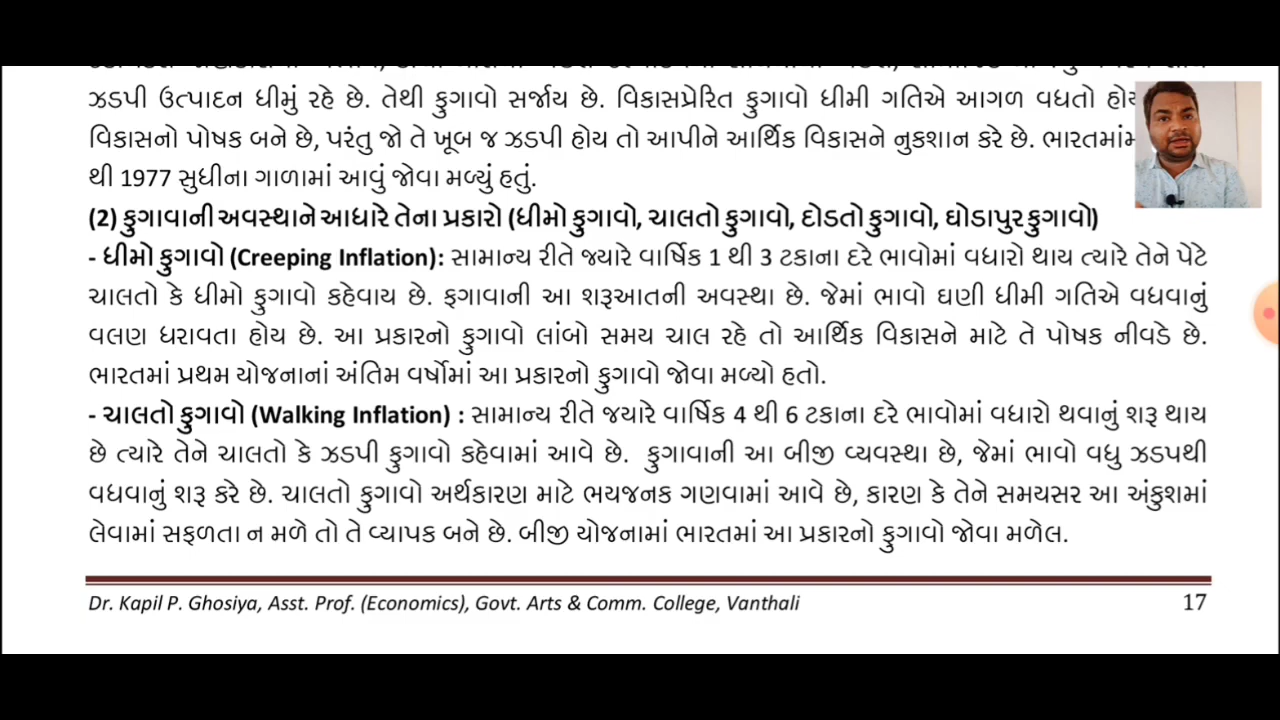 ઝડપી ઉત્પાદન ધીમું રહે છે. તેથી ફુગાવો સર્જાય છે. વિકાસપ્રેરિત ફુગાવો ધીમી ગતિએ આગળ વધતો
વિકાસનો પોષક બને છે, પરંતુ જો તે ખૂબ જ ઝડપી હોય તો આપીને આર્થિક વિકાસને નુકશાન કરે છે.
થી 1977 સુધીના ગાળામાં આવું જોવા મળ્યું હતું.
(2) ફુગાવાની અવસ્થાને આધારે તેના પ્રકારો (ધીમો ફુગાવો, ચાલતો ફુગાવો, દોડતો ફુગાવો, ઘોડાપુર ફુગાવો)
- ધીમો ફુગાવો (Creeping Inflation): સામાન્ય રીતે જ્યારે વાર્ષિક 1 થી 3 ટકાના દરે ભાવોમાં વધારો થાય ત્યારે તેને પેટે
ચાલતો કે ધીમો ફુગાવો કહેવાય છે. ફગાવાની આ શરૂઆતની અવસ્થા છે. જેમાં ભાવો ઘણી ધીમી ગતિએ વધવાનું
વલણ ધરાવતા હોય છે. આ પ્રકારનો ફુગાવો લાંબો સમય ચાલ રહે તો આર્થિક વિકાસને માટે તે પોષક નીવડે છે.
ભારતમાં પ્રથમ યોજનાનાં અંતિમ વર્ષોમાં આ પ્રકારનો ફુગાવો જોવા મળ્યો હતો.
- ચાલતો ફુગાવો (Walking Inflation) : સામાન્ય રીતે જયારે વાર્ષિક 4 થી 6 ટકાના દરે ભાવોમાં વધારો થવાનું શરૂ થાય
છે ત્યારે તેને ચાલતો કે ઝડપી ફુગાવો કહેવામાં આવે છે. ફુગાવાની આ બીજી વ્યવસ્થા છે, જેમાં ભાવો વધુ ઝડપથી
વધવાનું શરૂ કરે છે. ચાલતો ફુગાવો અર્થકારણ માટે ભયજનક ગણવામાં આવે છે, કારણ કે તેને સમયસર આ અંકુશમાં
લેવામાં સફળતા ન મળે તો તે વ્યાપક બને છે. બીજી યોજનામાં ભારતમાં આ પ્રકારનો ફુગાવો જોવા મળેલ.
Dr. Kapil P. Ghosiya, Asst. Prof. (Economics), Govt. Arts & Comm. College, Vanthali 17